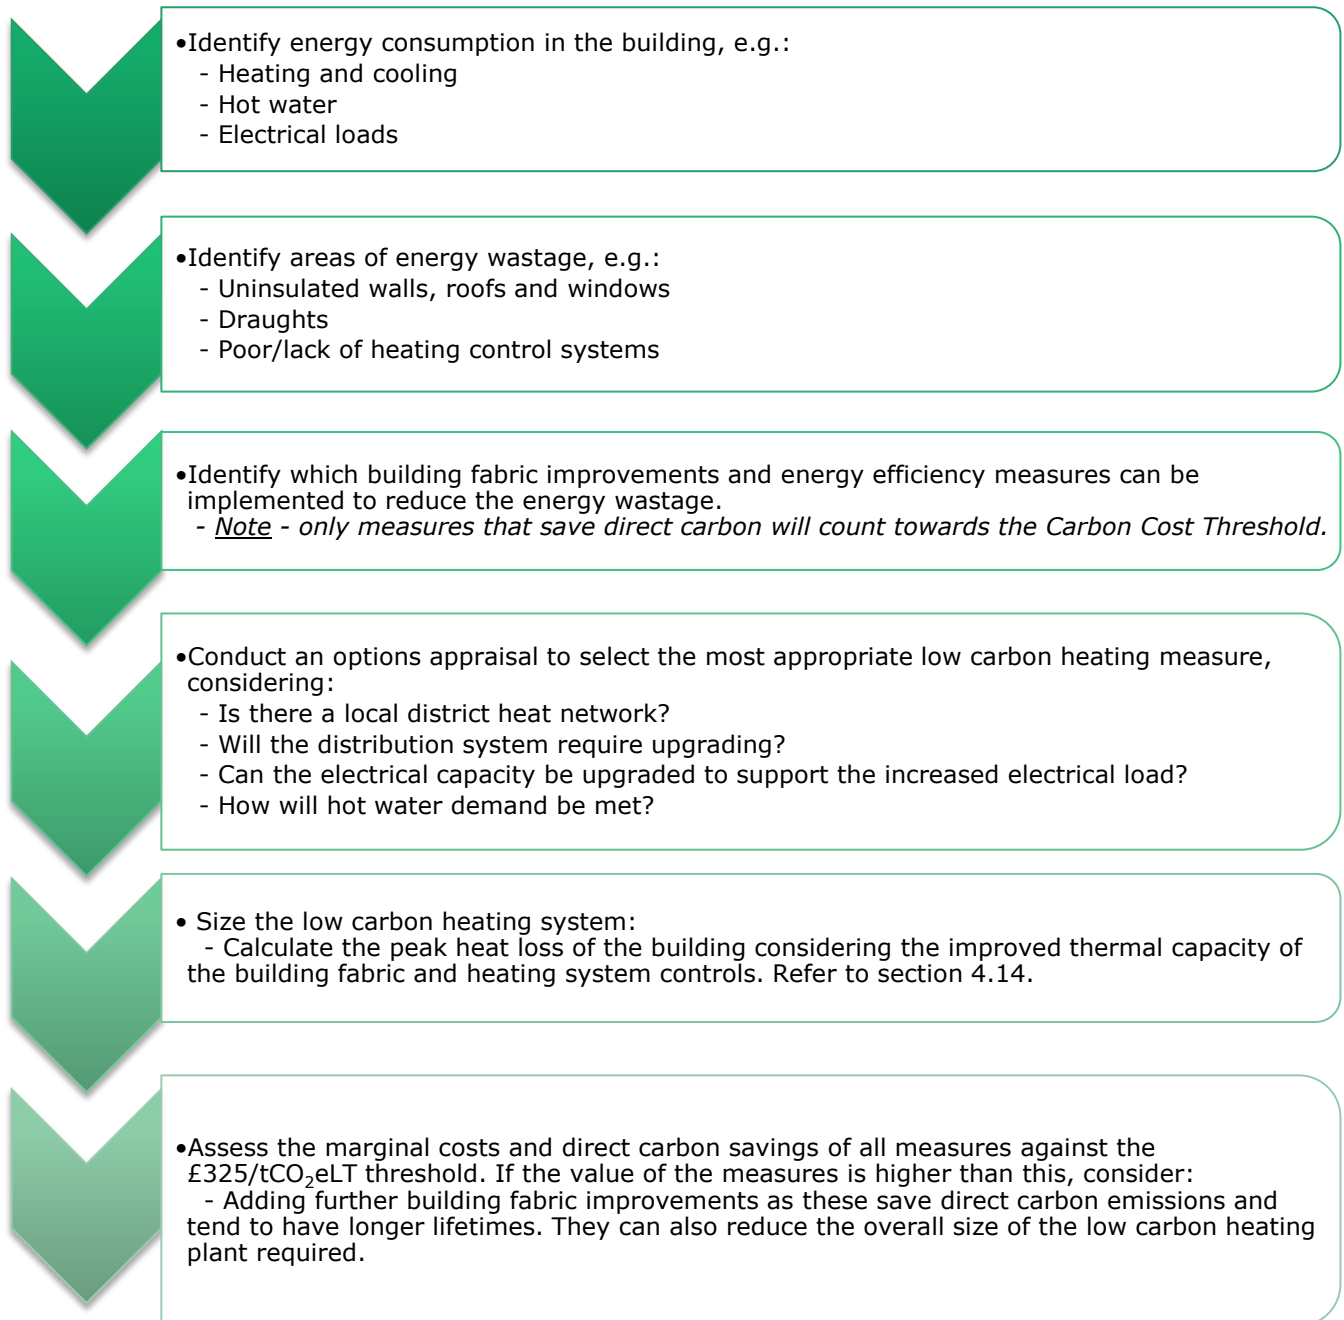 •Identify energy consumption in the building, e.g.:
- Heating and cooling
- Hot water
- Electrical loads
•Identify areas of energy wastage, e.g.:
- Uninsulated walls, roofs and windows
- Draughts
- Poor/lack of heating control systems
•Identify which building fabric improvements and energy efficiency measures can be
implemented to reduce the energy wastage.
- Note - only measures that save direct carbon will count towards the Carbon Cost Threshold.
•Conduct an options appraisal to select the most appropriate low carbon heating measure,
considering:
- Is there a local district heat network?
- Will the distribution system require upgrading?
- Can the electrical capacity be upgraded to support the increased electrical load?
- How will hot water demand be met?
• Size the low carbon heating system:
- Calculate the peak heat loss of the building considering the improved thermal capacity of
the building fabric and heating system controls. Refer to section 4.14.
•Assess the marginal costs and direct carbon savings of all measures against the
£325/tCO₂eLT threshold. If the value of the measures is higher than this, consider:
- Adding further building fabric improvements as these save direct carbon emissions and
tend to have longer lifetimes. They can also reduce the overall size of the low carbon heating
plant required.